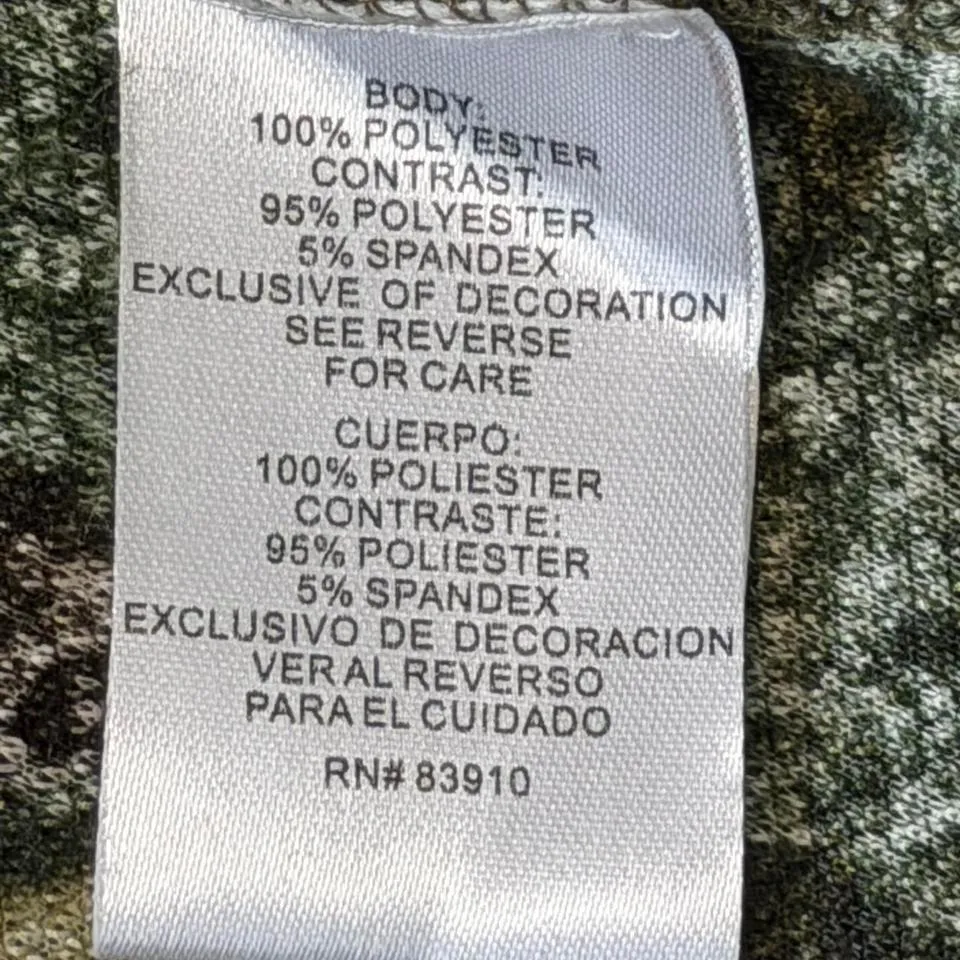 BODY:
100% POLYESTER
CONTRAST:
95% POLYESTER
5% SPANDEX
EXCLUSIVE OF DECORATION
SEE REVERSE
FOR CARE
CUERPO:
100% POLIESTER
CONTRASTE:
95% POLIESTER
5% SPANDEX
EXCLUSIVO DE DECORACION
VER AL REVERSO
PARA EL CUIDADO
RN# 83910